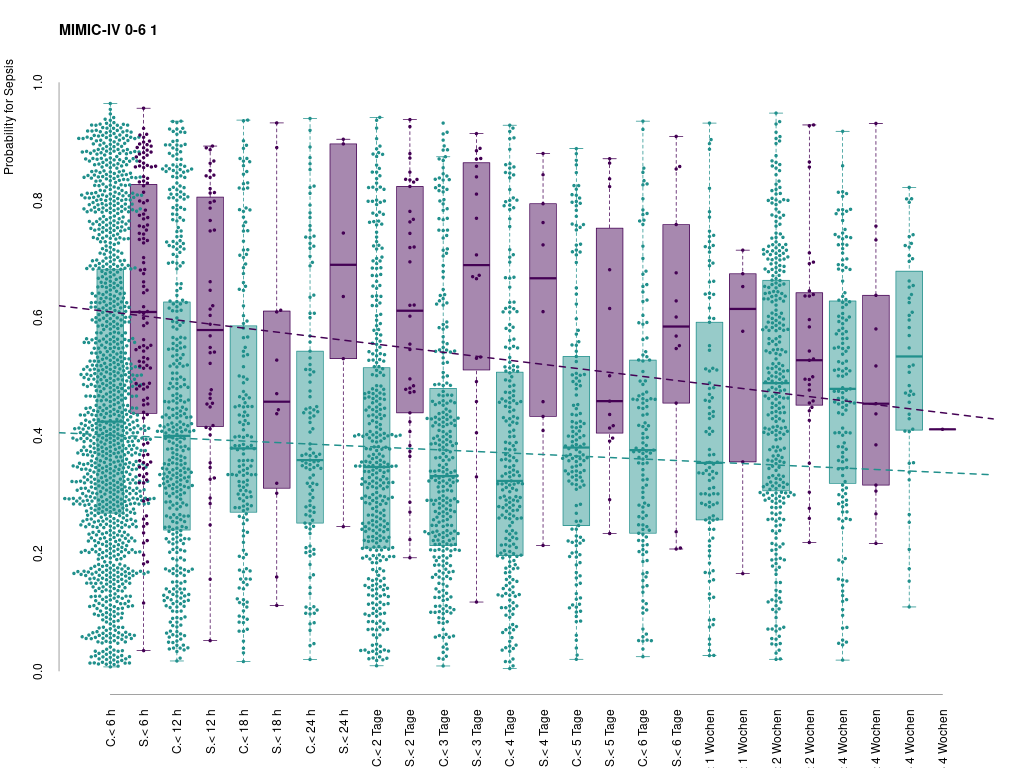 MIMIC-IV 0-6 1
Probability for Sepsis
1.0
0.8
0.6
0.4
0.2
0.0
C.< 6 h
S.< 6 h
C.< 12 h
S.< 12 h
C.< 18 h
S.< 18 h
C.< 24 h
S.< 24 h
C.< 2 Tage
S.< 2 Tage
C.< 3 Tage
S.< 3 Tage
C.< 4 Tage
S.< 4 Tage
C.< 5 Tage
S.< 5 Tage
C.< 6 Tage
S.< 6 Tage
1 Wochen
1 Wochen
2 Wochen
2 Wochen
4 Wochen
4 Wochen
4 Wochen
4 Wochen